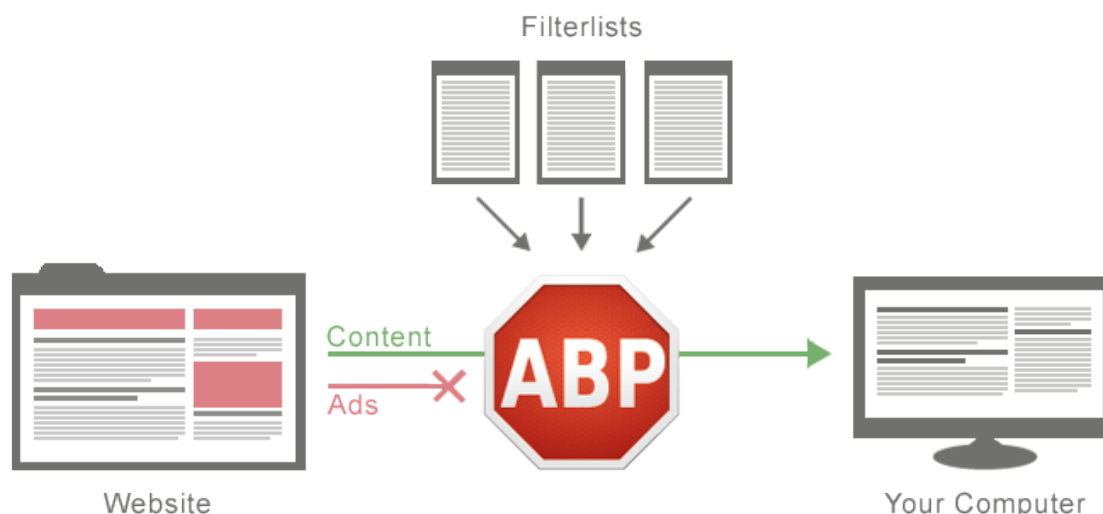 Filterlists
Content
Ads
ABP
Website
Your Computer